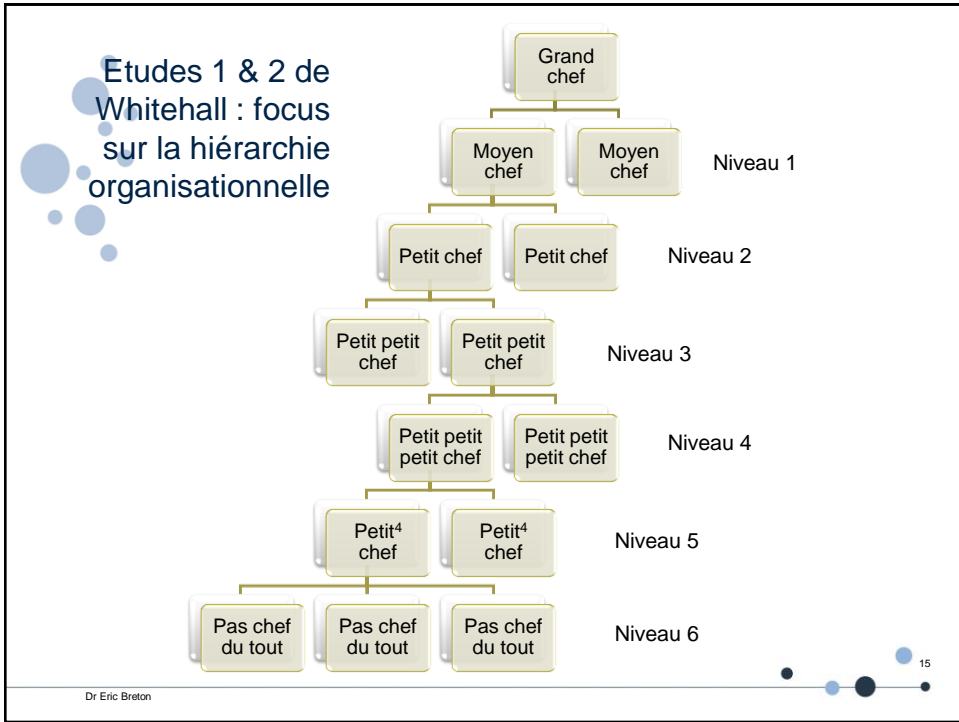 Etudes 1 & 2 de
Whitehall : focus
sur la hiérarchie
organisationnelle
Grand
chef
Moyen
chef
Moyen
chef
Niveau 1
Petit chef
Petit chef
Niveau 2
Petit petit
chef
Petit petit
chef
Niveau 3
Petit petit
petit chef
Petit petit
petit chef
Niveau 4
Petit⁴
chef
Petit⁴
chef
Niveau 5
Pas chef
du tout
Pas chef
du tout
Pas chef
du tout
Niveau 6
15
Dr Eric Breton